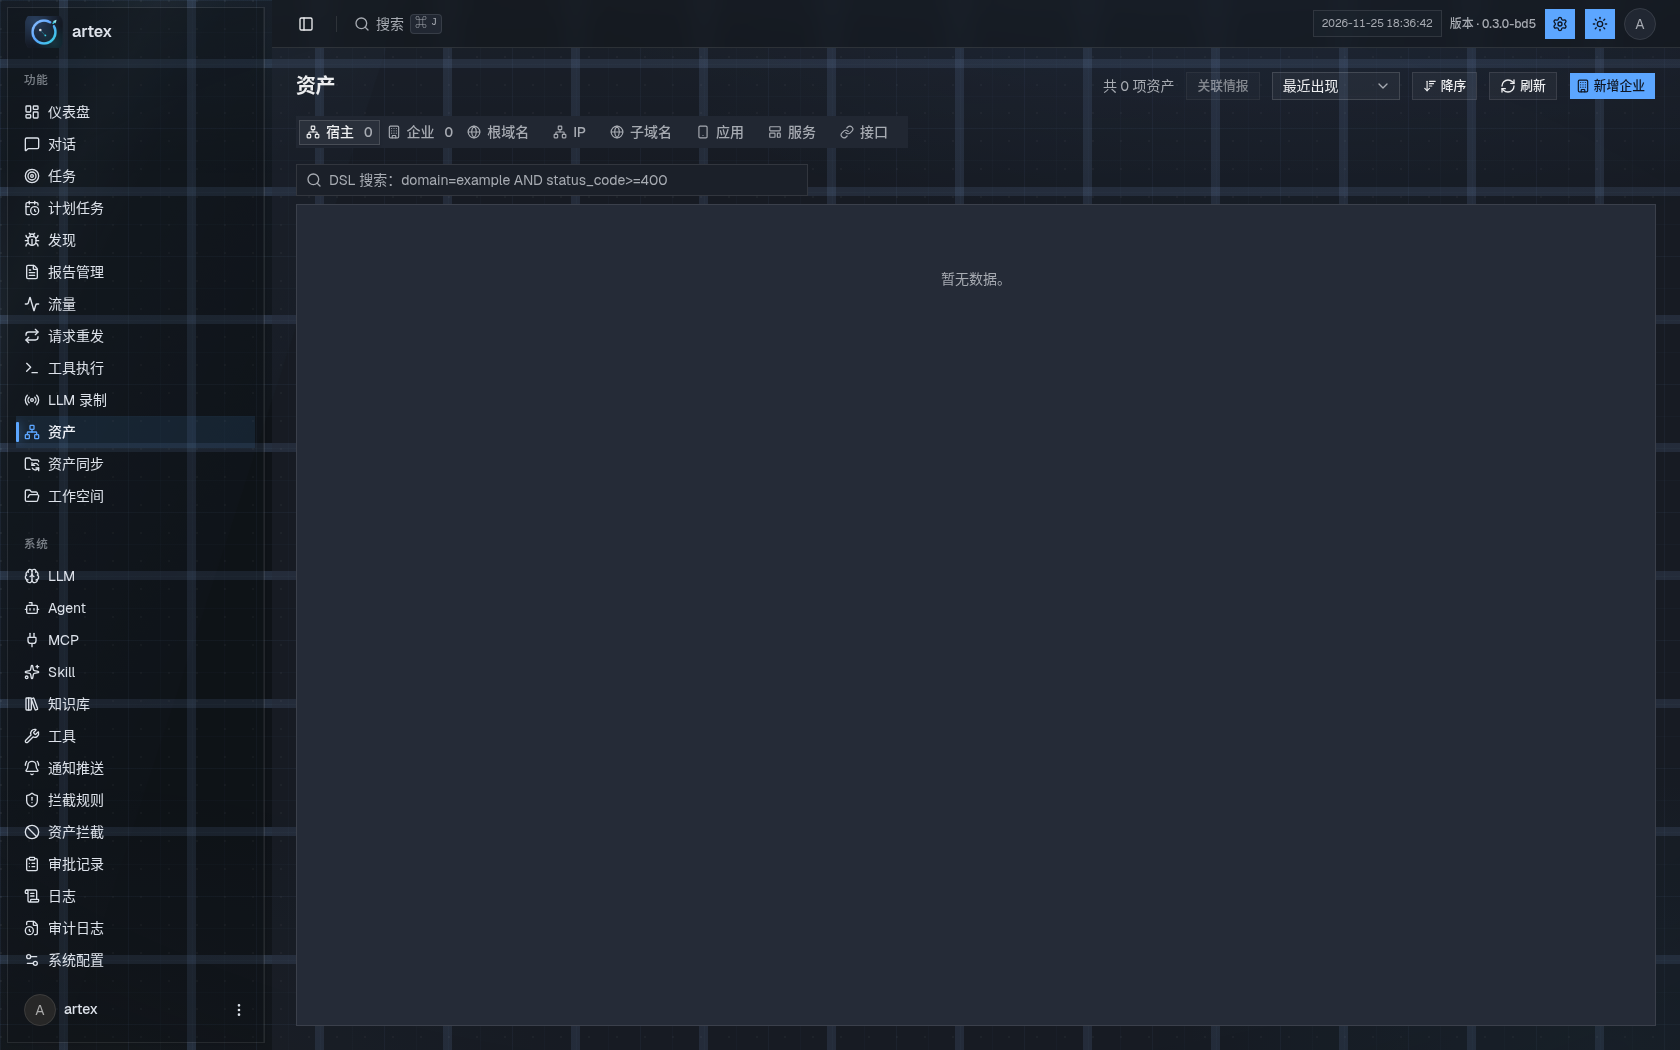 artex
搜索 ⌘ J
2026-11-25 18:36:42
版本 · 0.3.0-bd5
A
功能
仪表盘
对话
任务
计划任务
发现
报告管理
流量
请求重发
工具执行
LLM 录制
资产
资产同步
工作空间
系统
LLM
Agent
MCP
Skill
知识库
工具
通知推送
拦截规则
资产拦截
审批记录
日志
审计日志
系统配置
A artex
资产
共 0 项资产 关联情报 最近出现 降序 刷新 新增企业
宿主 0 企业 0 根域名 IP 子域名 应用 服务 接口
DSL 搜索：domain=example AND status_code>=400
暂无数据。